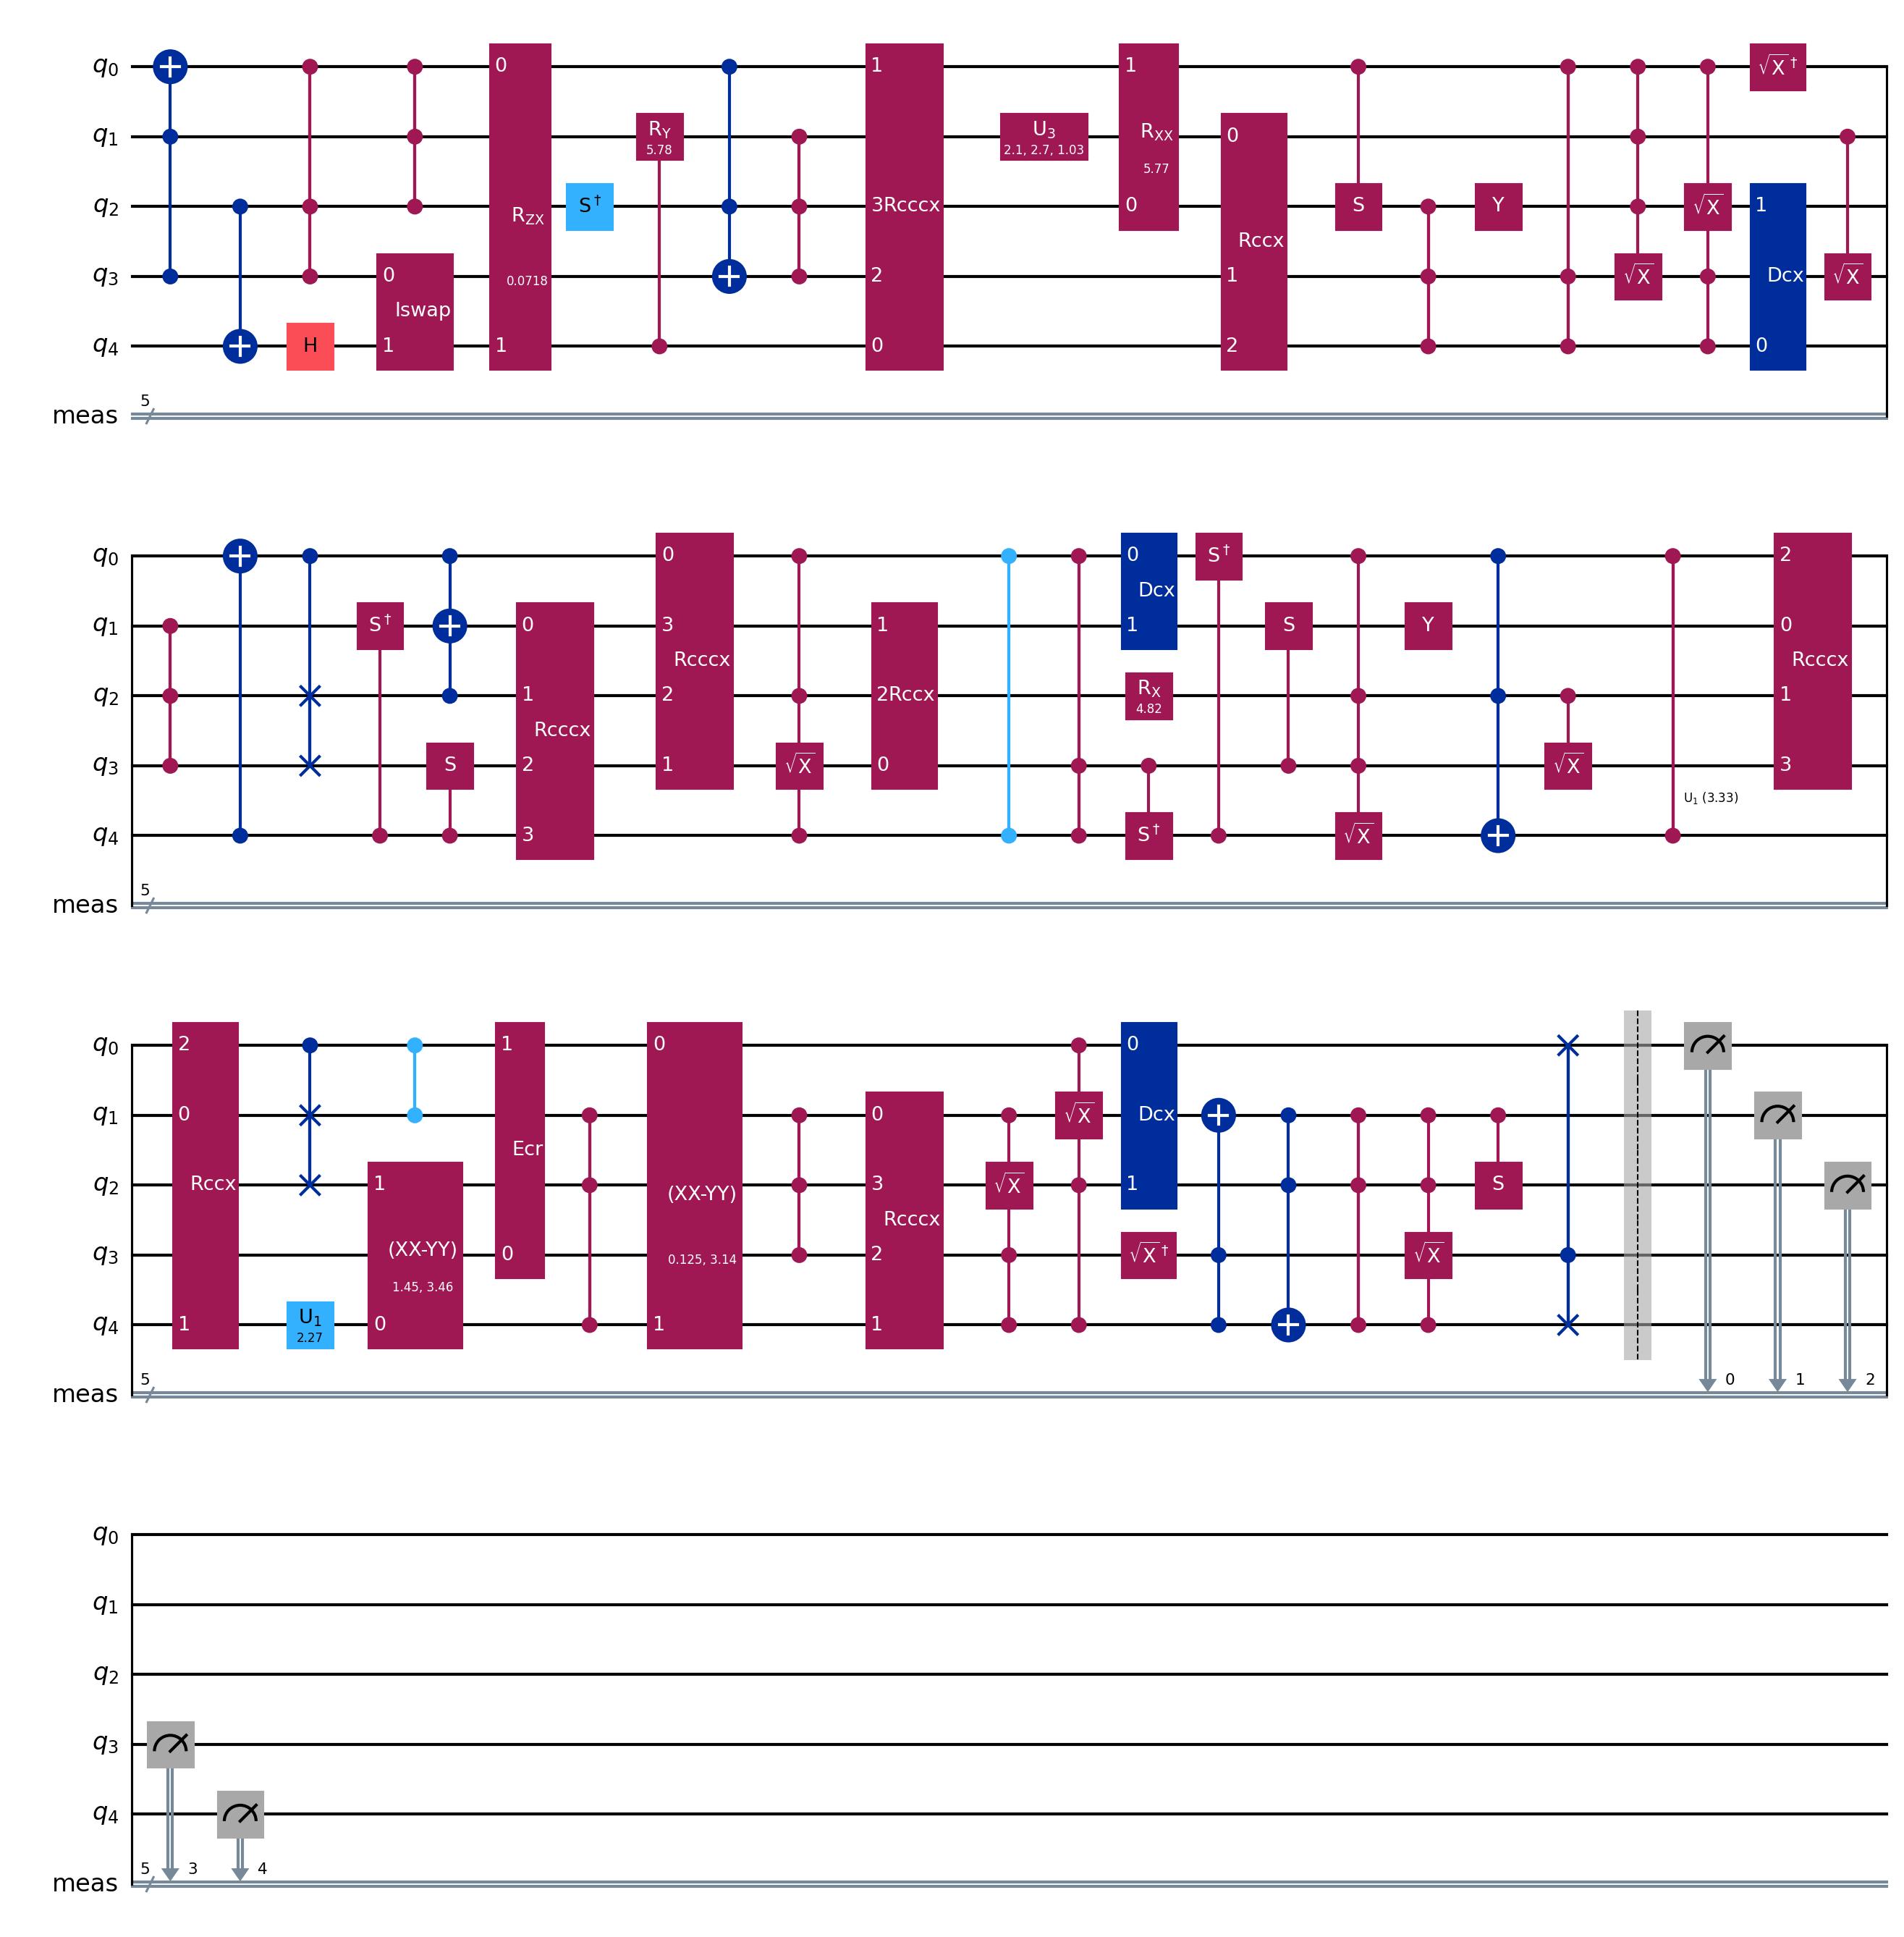 q0 0 1 1 √X†
q1 RY 5.78 U3 2.1, 2.7, 1.03 RXX 5.77 0
q2 RZX S† 3Rcccx 0 Rccx S Y √X 1
q3 0 Iswap 0.0718 2 1 √X Dcx √X
q4 H 1 1 0 2 0
meas 5
q0 0 0 S† 2
q1 S† 0 3 Rcccx 1 Dcx 1 S Y 0 Rcccx
q2 1 Rcccx 2 2Rccx RX 4.82 1
q3 S 2 1 √X 0 √X 3
q4 3 S† √X U1 (3.33)
meas 5
q0 2 1 0 0
q1 0 Ecr 0 √X Dcx
q2 Rccx 1 (XX-YY) 3 Rcccx √X 1 S
q3 (XX-YY) 1.45, 3.46 0 0.125, 3.14 2 √X† √X
q4 1 U1 2.27 0 1 1
meas 5 0 1 2
q0
q1
q2
q3
q4
meas 5 3 4